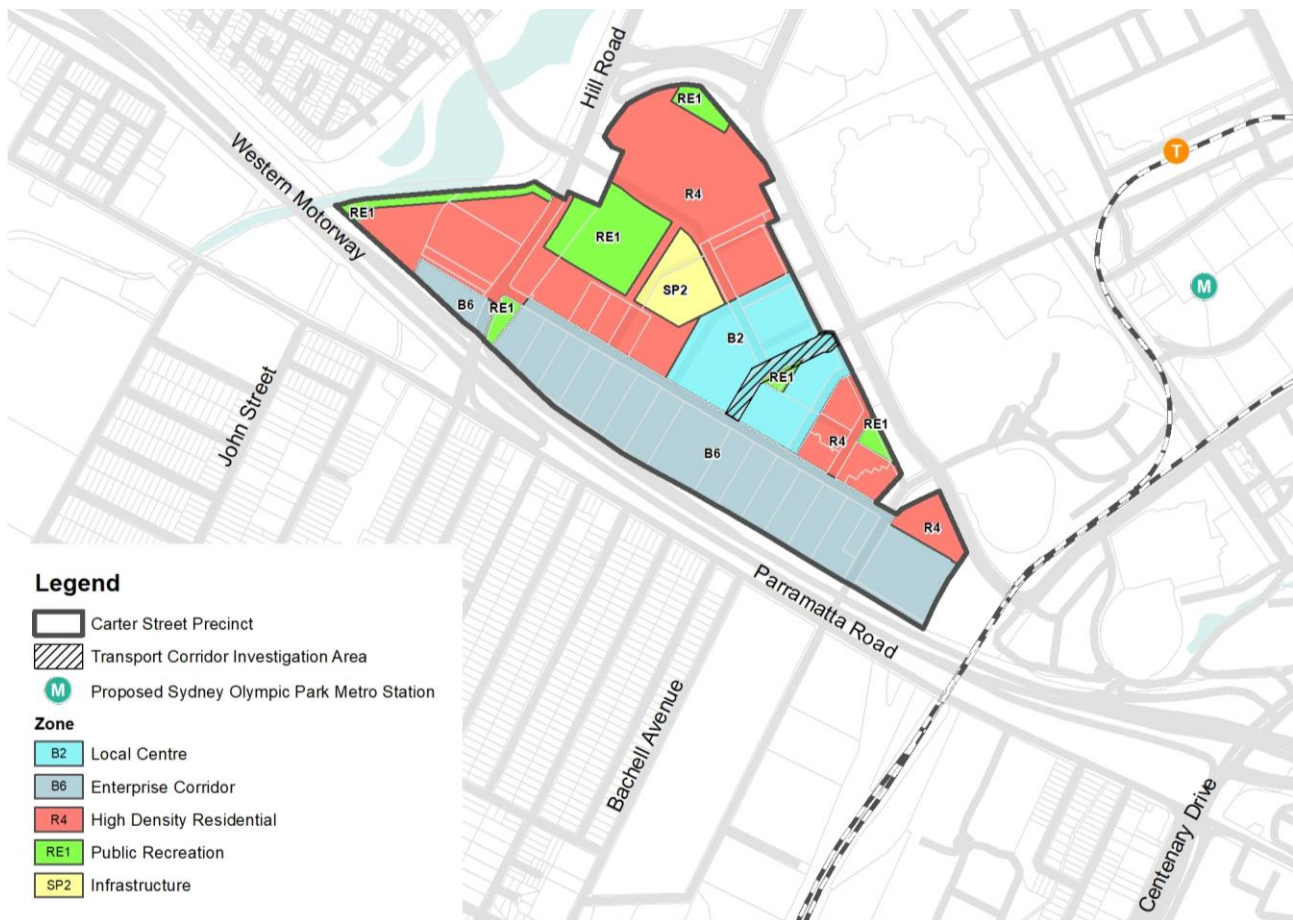 Hill Road
RE1
T
Western Motorway
R4
RE1
RE1
M
SP2
B6
RE1
B2
RE1
John Street
RE1
R4
B6
R4
Parramatta Road
Bachell Avenue
Centenary Drive
Legend
Carter Street Precinct
Transport Corridor Investigation Area
M Proposed Sydney Olympic Park Metro Station
Zone
B2 Local Centre
B6 Enterprise Corridor
R4 High Density Residential
RE1 Public Recreation
SP2 Infrastructure